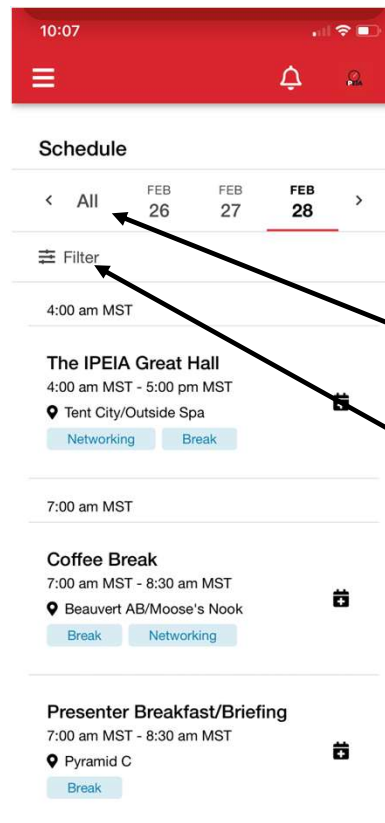 10:07
Schedule
All
FEB
26
FEB
27
FEB
28
Filter
4:00 am MST
The IPEIA Great Hall
4:00 am MST - 5:00 pm MST
Tent City/Outside Spa
Networking Break
7:00 am MST
Coffee Break
7:00 am MST - 8:30 am MST
Beauvert AB/Moose's Nook
Break Networking
Presenter Breakfast/Briefing
7:00 am MST - 8:30 am MST
Pyramid C
Break